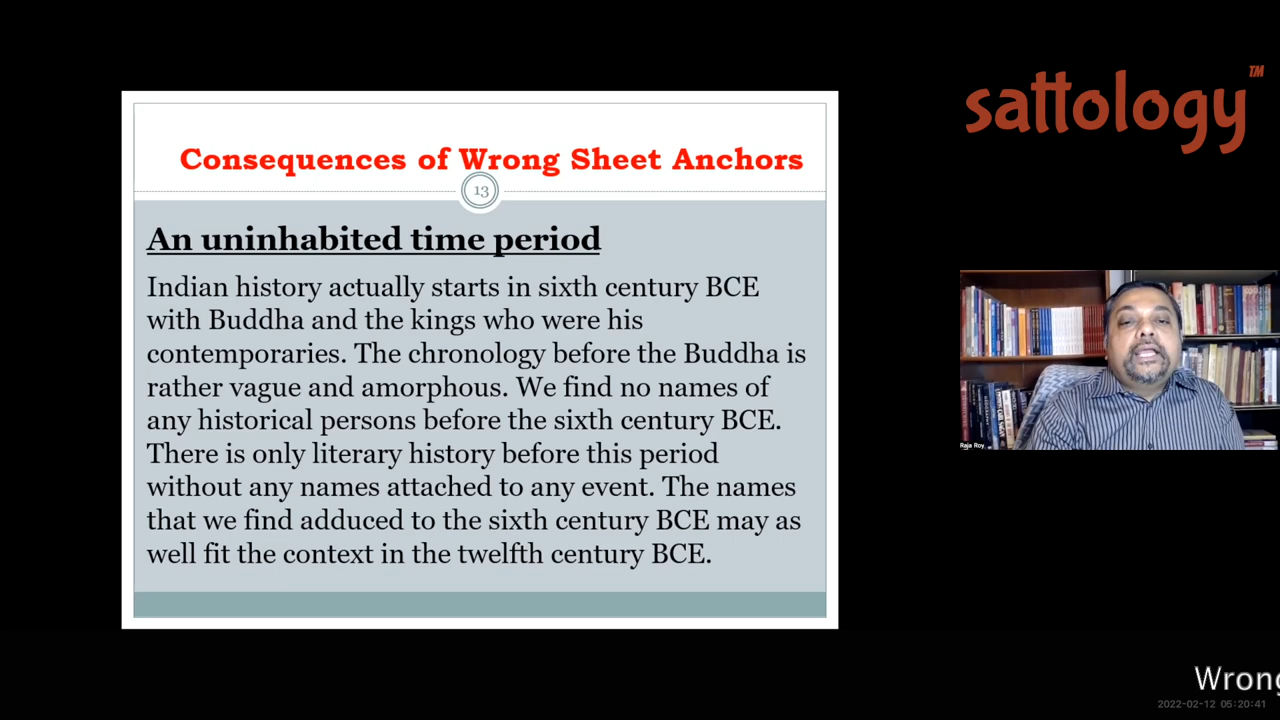 sattology
TM
Consequences of Wrong Sheet Anchors
13
An uninhabited time period
Indian history actually starts in sixth century BCE
with Buddha and the kings who were his
contemporaries. The chronology before the Buddha is
rather vague and amorphous. We find no names of
any historical persons before the sixth century BCE.
There is only literary history before this period
without any names attached to any event. The names
that we find adduced to the sixth century BCE may as
well fit the context in the twelfth century BCE.
Raja Roy
Wrong
2022-02-12 05:20:41